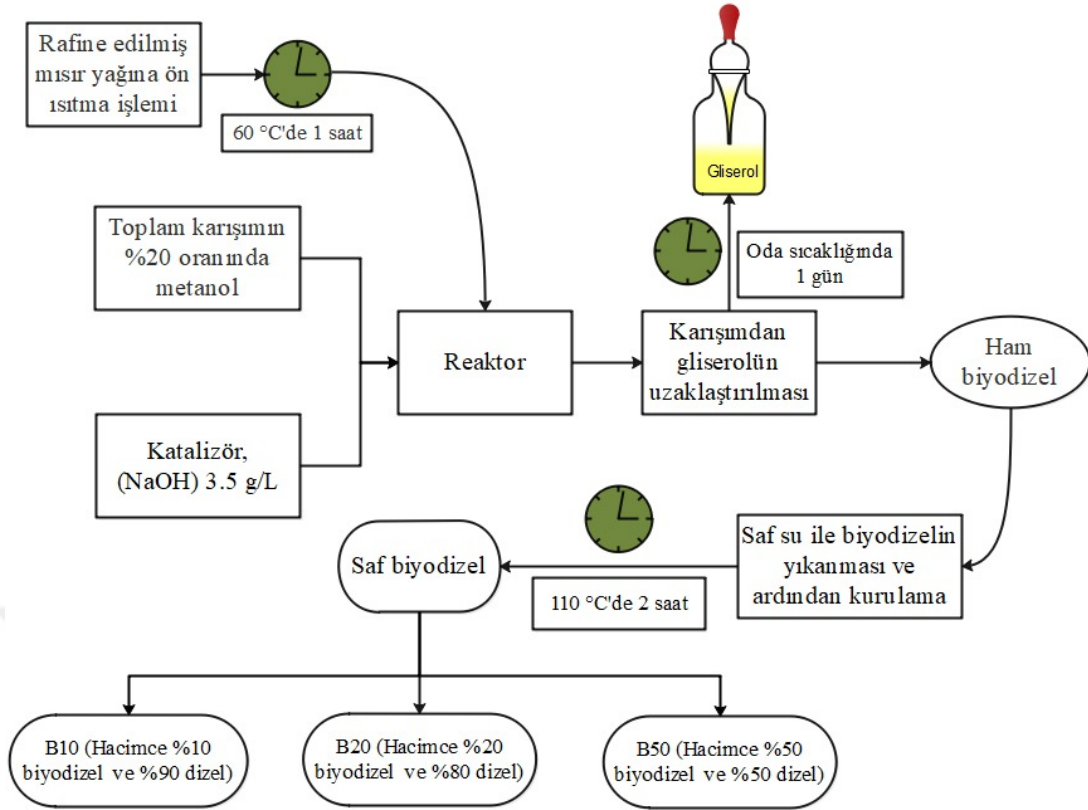 Rafine edilmiş
mısır yağına ön
ısıtma işlemi
60 °C'de 1 saat
Gliserol
Toplam karışımın
%20 oranında
metanol
Oda sıcaklığında
1 gün
Reaktor
Karışımdan
gliserolün
uzaklaştırılması
Ham
biyodizel
Katalizör,
(NaOH) 3.5 g/L
Saf biyodizel
110 °C'de 2 saat
Saf su ile biyodizelin
yıkanması ve
ardından kurulama
B10 (Hacimce %10
biyodizel ve %90 dizel)
B20 (Hacimce %20
biyodizel ve %80 dizel)
B50 (Hacimce %50
biyodizel ve %50 dizel)